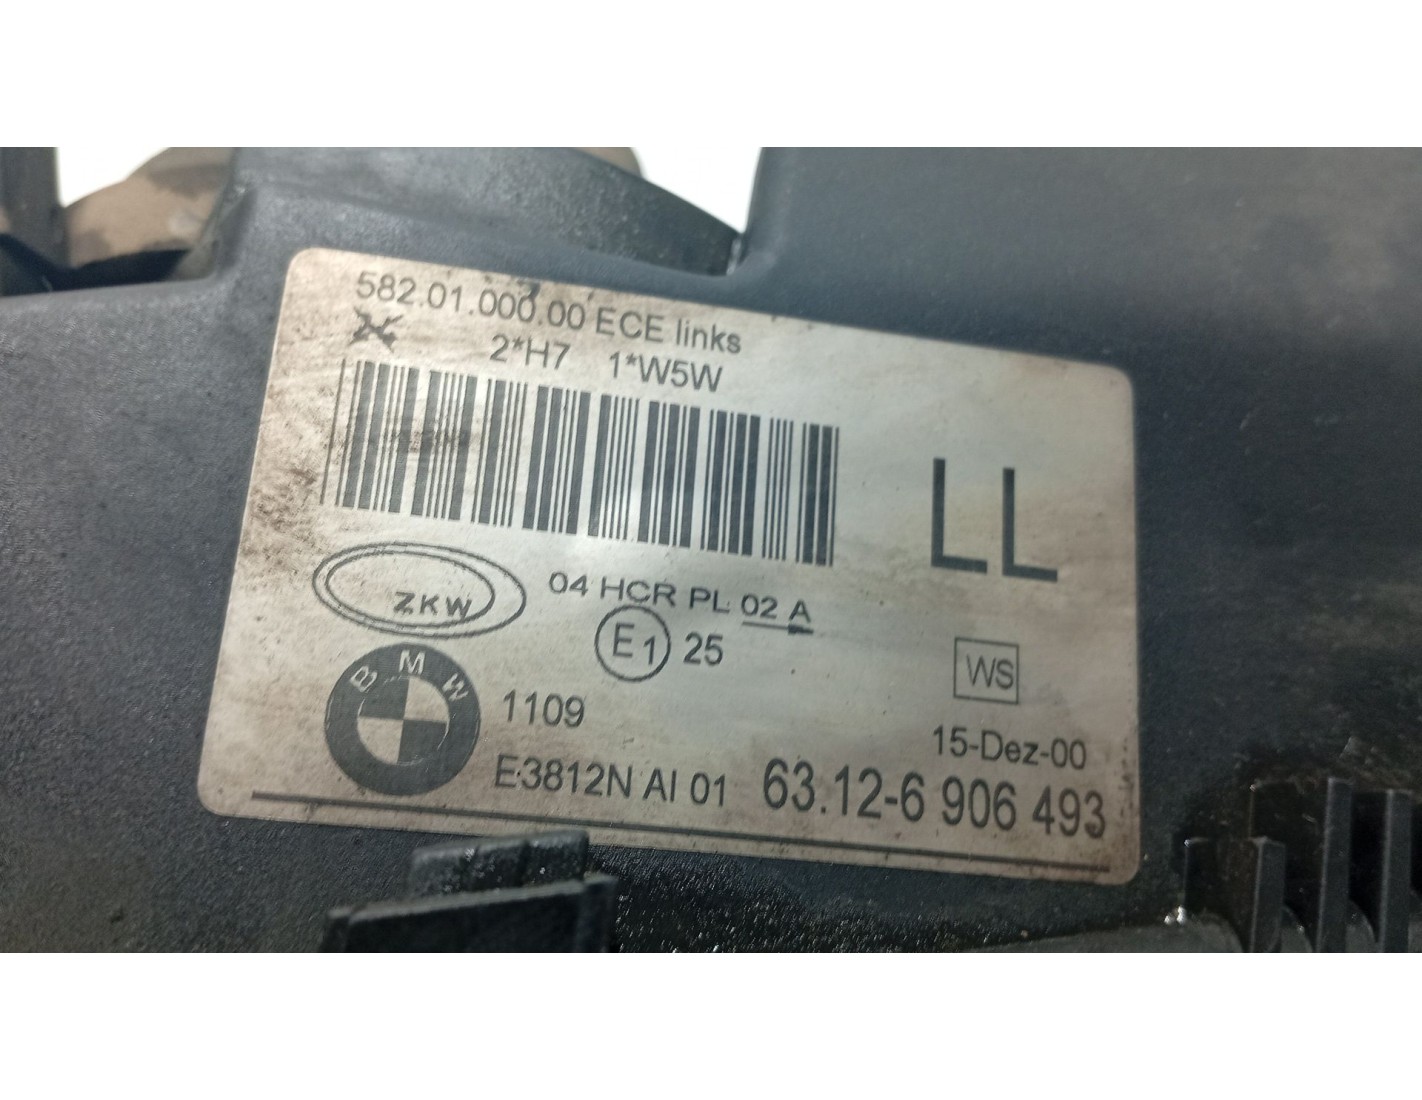 582.01.000.00 ECE links
2*H7 1*W5W
LL
ZKW
04 HCR PL 02 A
E1 25
WS
BMW
1109
15-Dez-00
E3812N AI 01 63.12-6 906 493